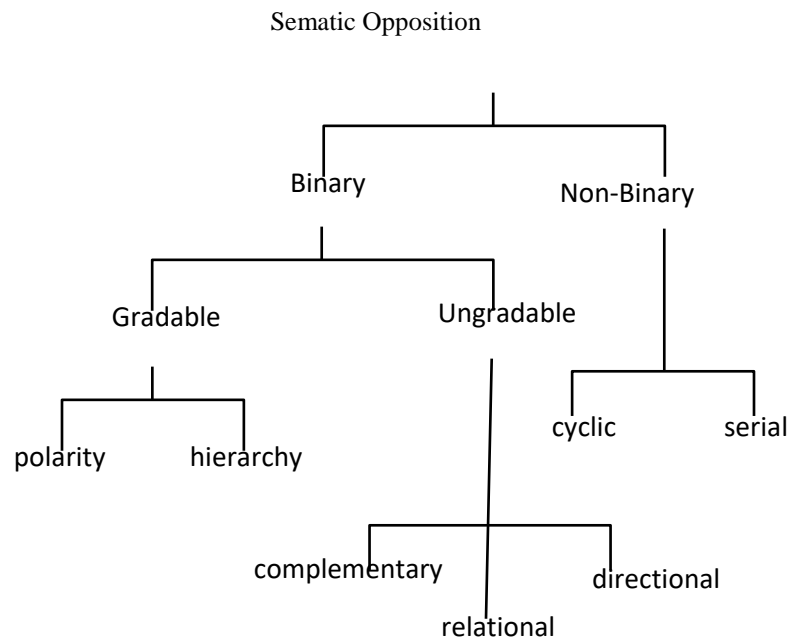 Sematic Opposition
Binary
Non-Binary
Gradable
Ungradable
polarity
hierarchy
cyclic
serial
complementary
directional
relational